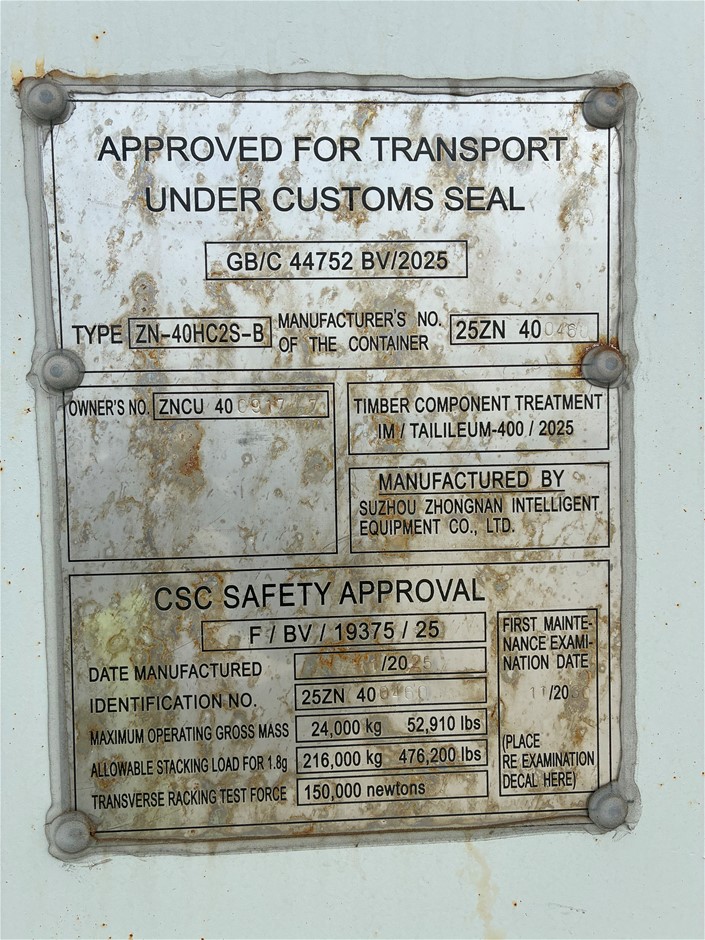 APPROVED FOR TRANSPORT
UNDER CUSTOMS SEAL
GB/C 44752 BV/2025
TYPE ZN-40HC2S-B MANUFACTURER'S NO. OF THE CONTAINER 25ZN 40
OWNER'S NO. ZNCU 40
TIMBER COMPONENT TREATMENT
IM / TAILILEUM-400 / 2025
MANUFACTURED BY
SUZHOU ZHONGNAN INTELLIGENT
EQUIPMENT CO., LTD.
CSC SAFETY APPROVAL
F / BV / 19375 / 25
DATE MANUFACTURED /2025
IDENTIFICATION NO. 25ZN 40
MAXIMUM OPERATING GROSS MASS 24,000 kg 52,910 lbs
ALLOWABLE STACKING LOAD FOR 1.8g 216,000 kg 476,200 lbs
TRANSVERSE RACKING TEST FORCE 150,000 newtons
FIRST MAINTE-
NANCE EXAMI-
NATION DATE
11/20
(PLACE
RE EXAMINATION
DECAL HERE)